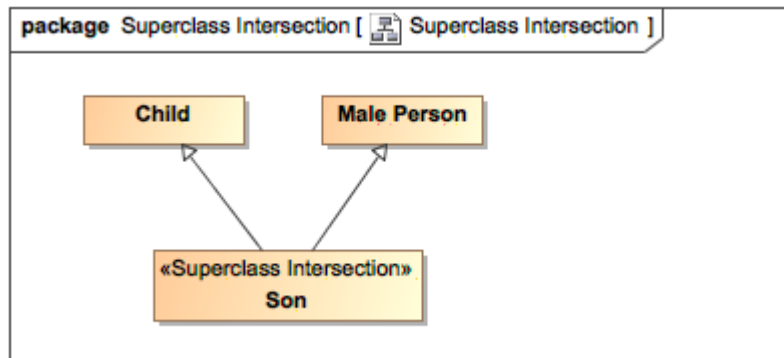 package Superclass Intersection [ Superclass Intersection ]
Child
Male Person
«Superclass Intersection»
Son